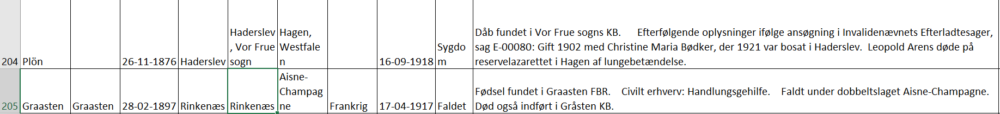 204 Plön 26-11-1876 Haderslev Haderslev , Vor Frue sogn Hagen, Westfale n 16-09-1918 Sygdo m Dåb fundet i Vor Frue sogns KB. Efterfølgende oplysninger ifølge ansøgning i Invalidenævnets Efterladtesager,
sag E-00080: Gift 1902 med Christine Maria Bødker, der 1921 var bosat i Haderslev. Leopold Arens døde på
reservelazarettet i Hagen af lungebetændelse.
205 Graasten Graasten 28-02-1897 Rinkenæs Rinkenæs Aisne- Champag ne Frankrig 17-04-1917 Faldet Fødsel fundet i Graasten FBR. Civilt erhverv: Handlungsgehilfe. Faldt under dobbeltslaget Aisne-Champagne.
Død også indført i Gråsten KB.